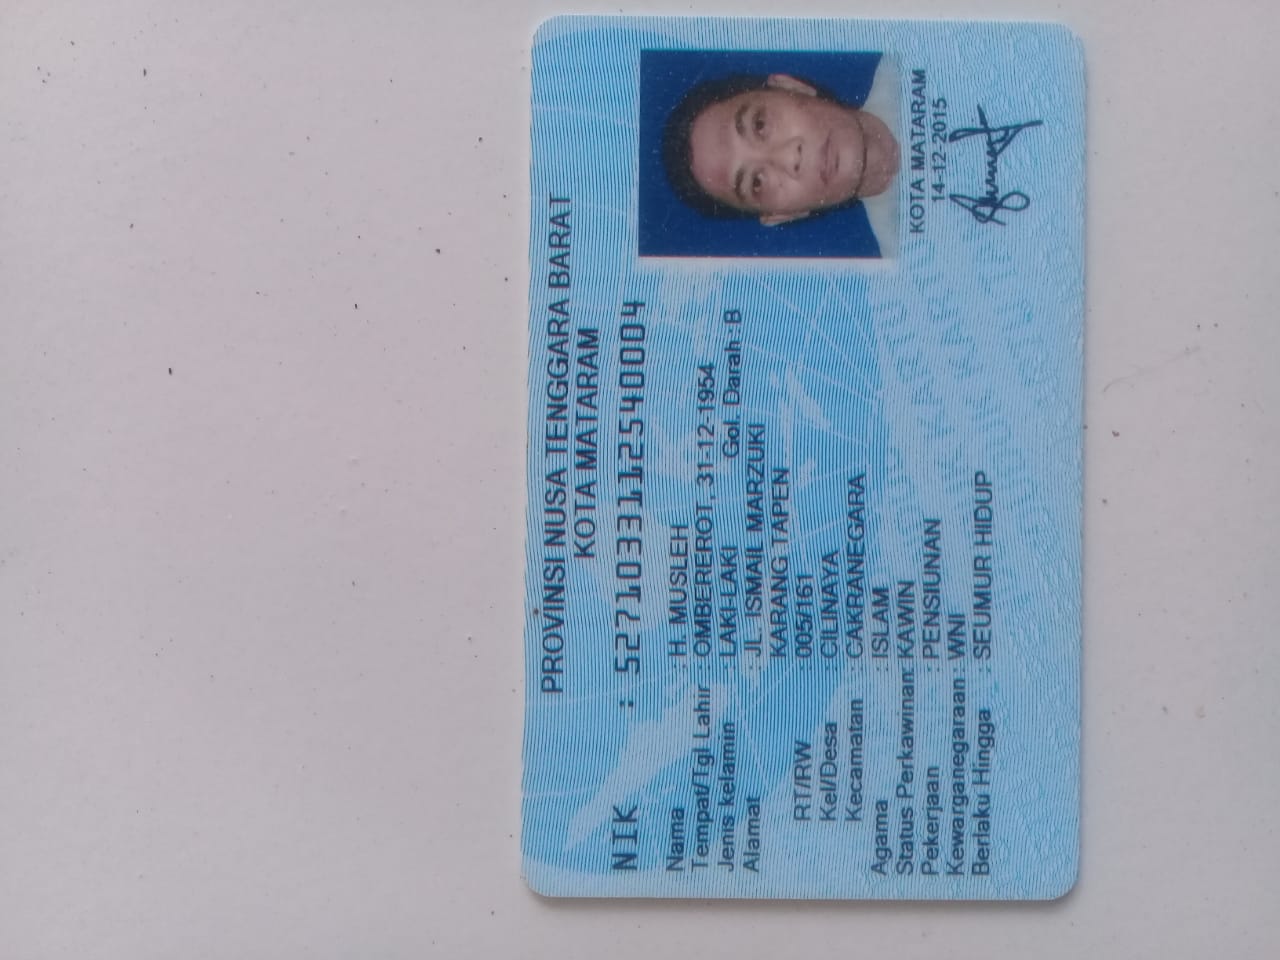 PROVINSI NUSA TENGGARA BARAT
KOTA MATARAM
NIK : 5271033112540004
Nama : H. MUSLEH
Tempat/Tgl Lahir : OMBEREROT, 31-12-1954
Jenis kelamin : LAKI-LAKI Gol. Darah : B
Alamat : JL. ISMAIL MARZUKI
KARANG TAPEN
RT/RW : 005/161
Kel/Desa : CILINAYA
Kecamatan : CAKRANEGARA
Agama : ISLAM
Status Perkawinan: KAWIN
Pekerjaan : PENSIUNAN
Kewarganegaraan : WNI
Berlaku Hingga : SEUMUR HIDUP
KOTA MATARAM
14-12-2015